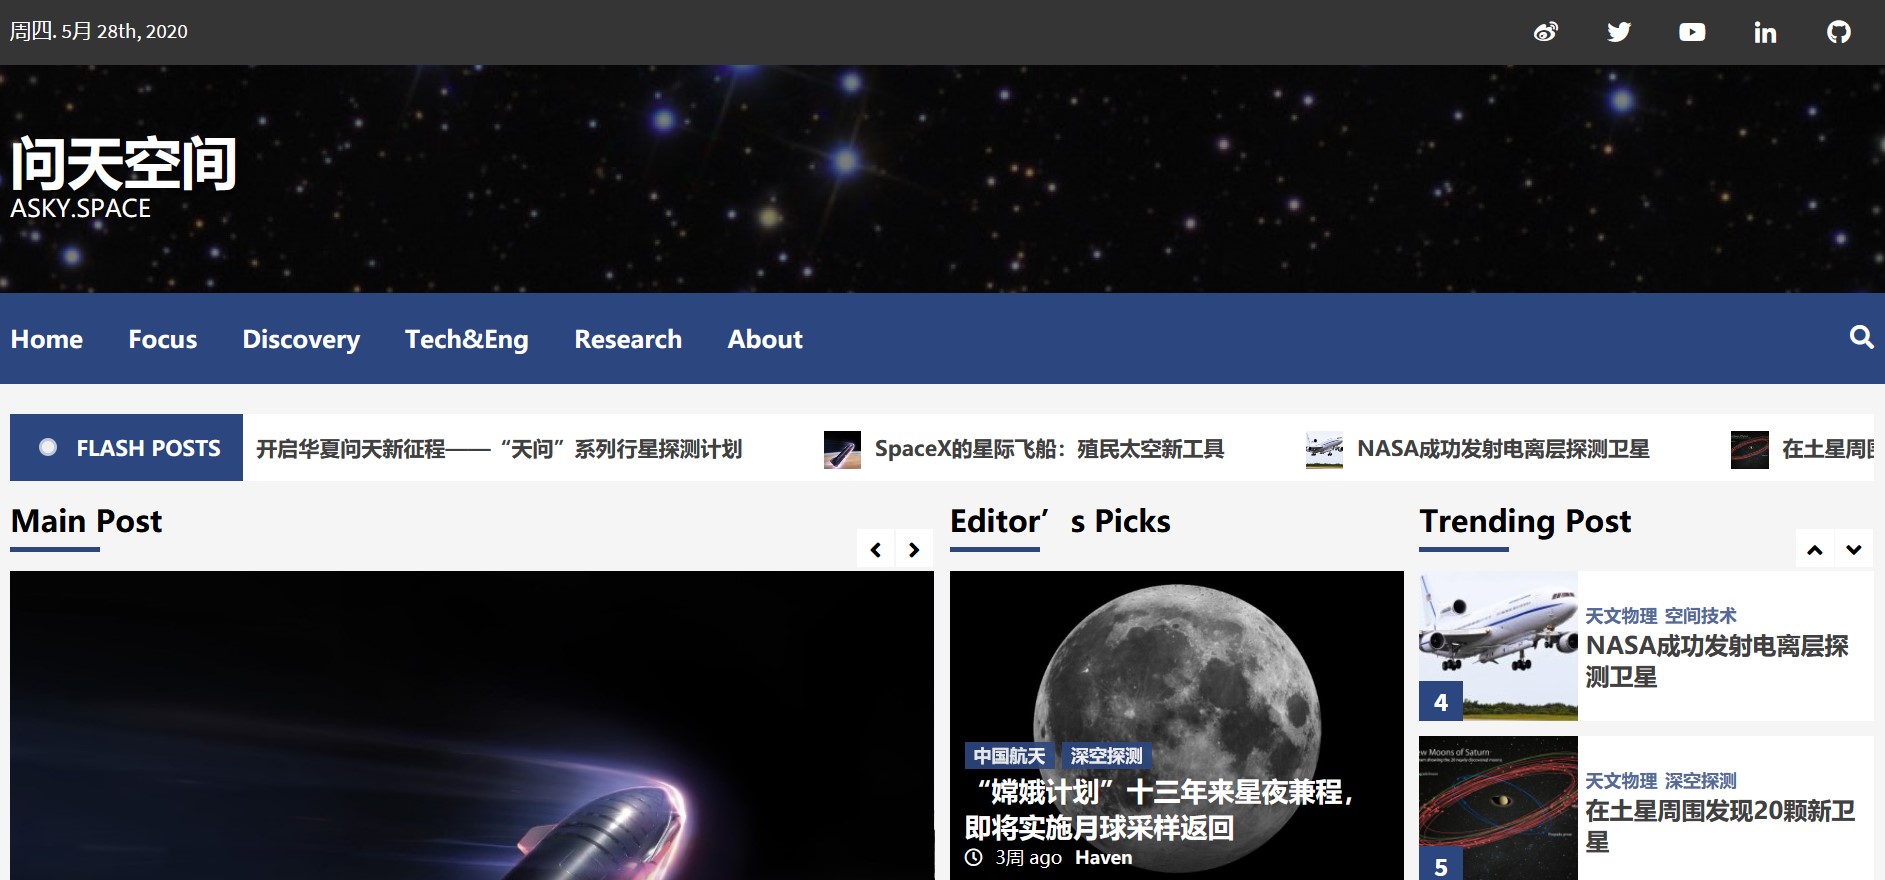 周四. 5月 28th, 2020
问天空间
ASKY.SPACE
Home Focus Discovery Tech&Eng Research About
FLASH POSTS 开启华夏问天新征程——“天问”系列行星探测计划 SpaceX的星际飞船：殖民太空新工具 NASA成功发射电离层探测卫星 在土星周
Main Post
Editor’s Picks
中国航天 深空探测
“嫦娥计划”十三年来星夜兼程，
即将实施月球采样返回
3周 ago Haven
Trending Post
天文物理 空间技术
NASA成功发射电离层探
测卫星
4
New Moons of Saturn
天文物理 深空探测
在土星周围发现20颗新卫
星
5